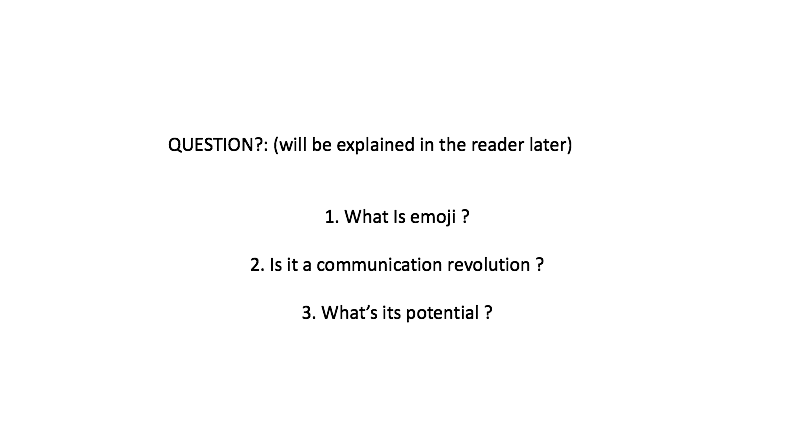 QUESTION?: (will be explained in the reader later)
1. What Is emoji ?
2. Is it a communication revolution ?
3. What’s its potential ?